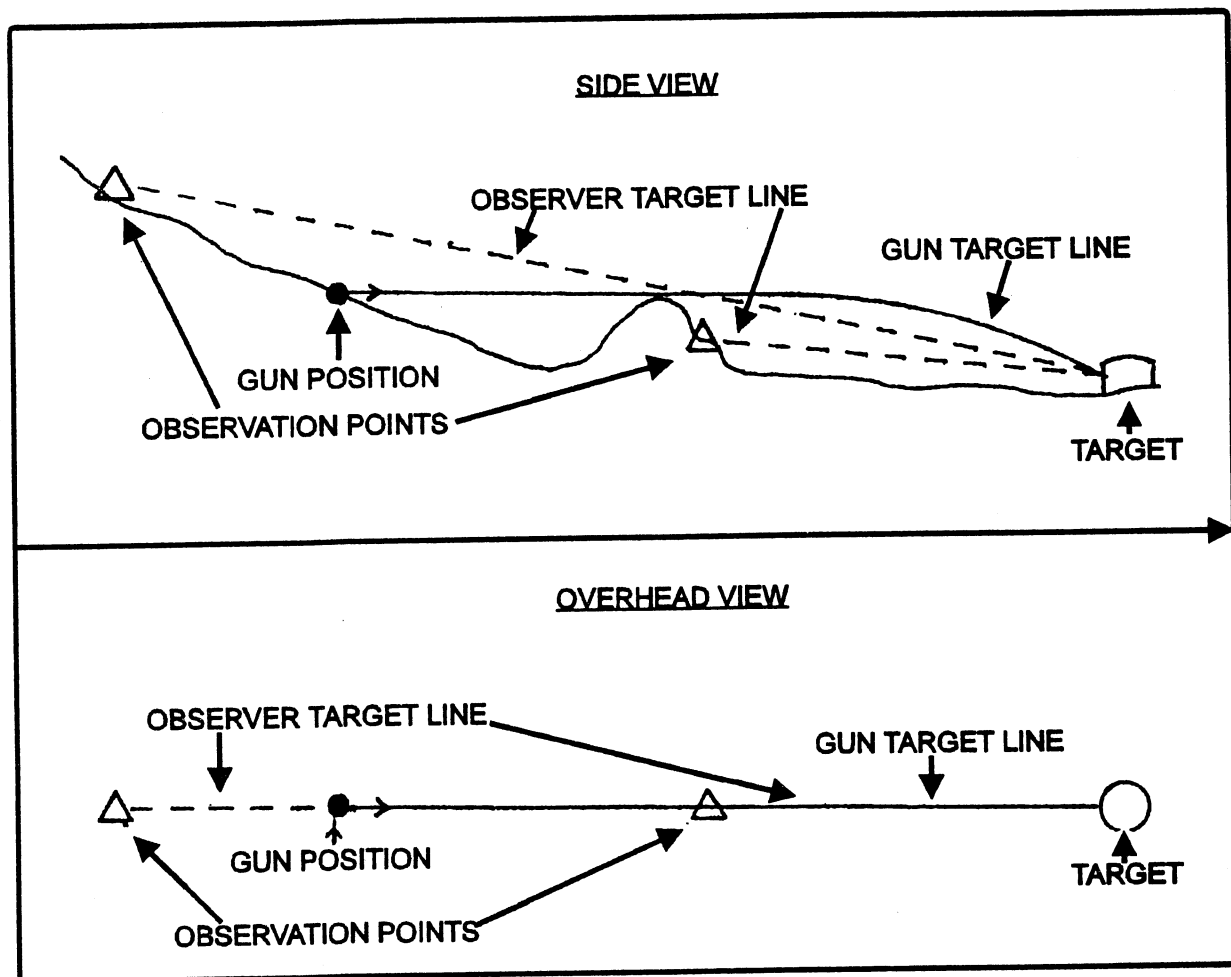 SIDE VIEW
OBSERVER TARGET LINE
GUN TARGET LINE
GUN POSITION
OBSERVATION POINTS
TARGET
OVERHEAD VIEW
OBSERVER TARGET LINE
GUN TARGET LINE
GUN POSITION
TARGET
OBSERVATION POINTS